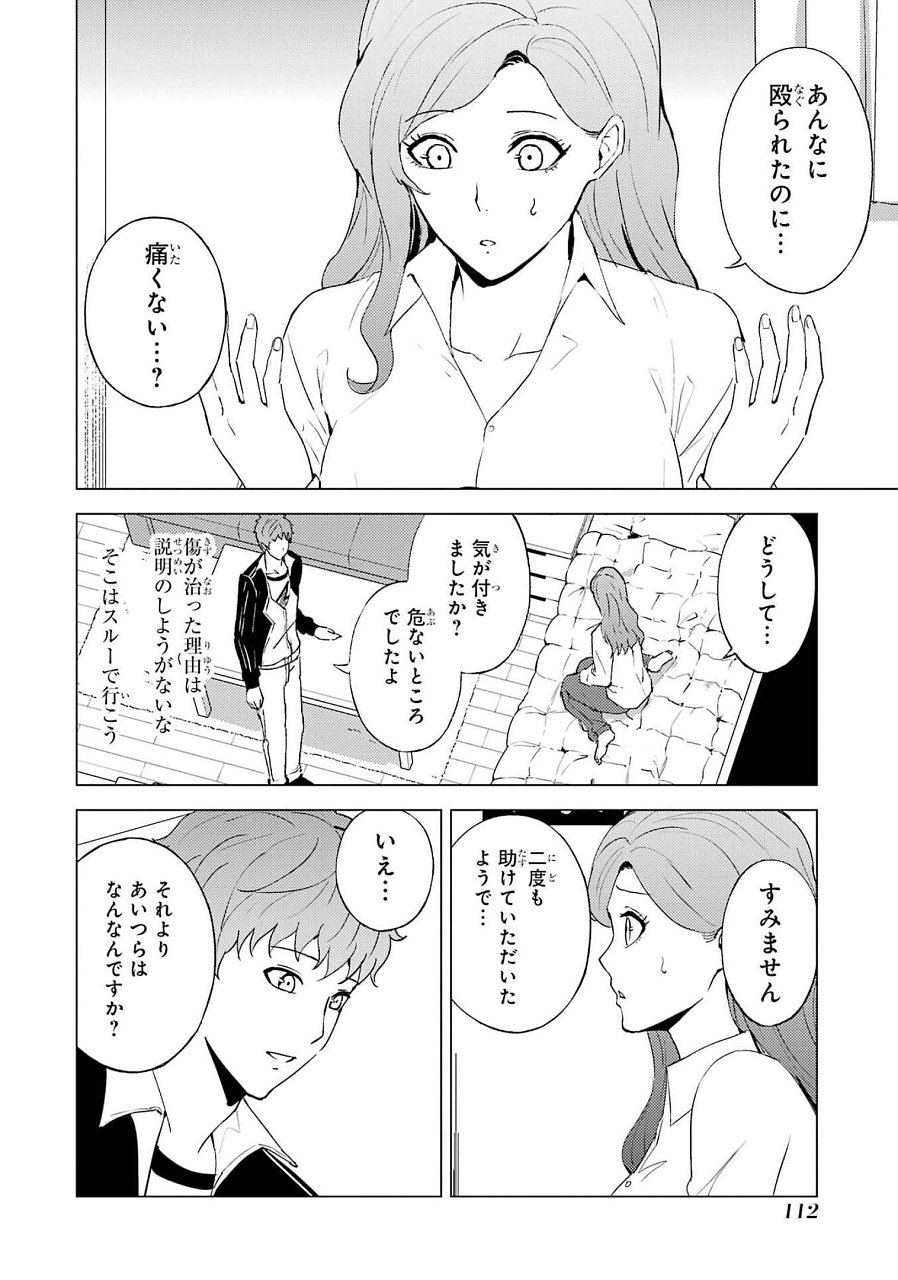 あんなに
殴られたのに…
痛くない…？
どうして…
気が付き
ましたか？
危ないところ
でしたよ
傷が治った理由は
説明のしようがないな
そこはスルーで行こう
すみません
二度も
助けていただいた
ようで…
いえ…
それより
あいつらは
なんなんですか？
112